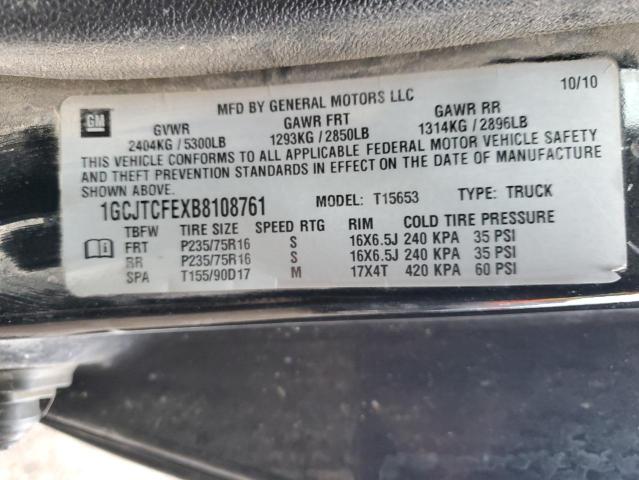 MFD BY GENERAL MOTORS LLC 10/10
GM
GVWR GAWR FRT GAWR RR
2404KG / 5300LB 1293KG / 2850LB 1314KG / 2896LB
THIS VEHICLE CONFORMS TO ALL APPLICABLE FEDERAL MOTOR VEHICLE SAFETY
AND THEFT PREVENTION STANDARDS IN EFFECT ON THE DATE OF MANUFACTURE
SHOWN ABOVE.
1GCJTCFEXB8108761 MODEL: T15653 TYPE: TRUCK
TBFW TIRE SIZE SPEED RTG RIM COLD TIRE PRESSURE
FRT P235/75R16 S 16X6.5J 240 KPA 35 PSI
RR P235/75R16 S 16X6.5J 240 KPA 35 PSI
SPA T155/90D17 M 17X4T 420 KPA 60 PSI